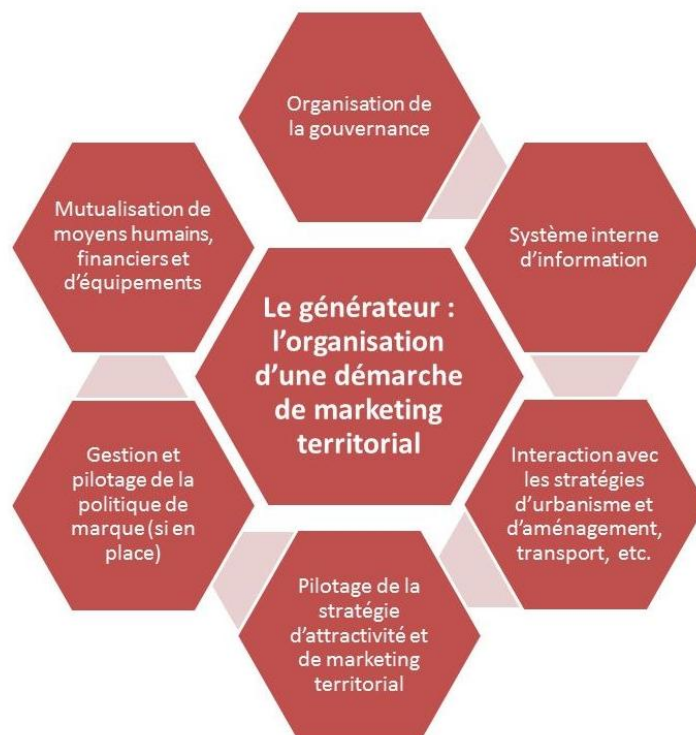 Organisation de
la gouvernance
Système interne
d’information
Interaction avec
les stratégies
d’urbanisme et
d’aménagement,
transport, etc.
Pilotage de la
stratégie
d’attractivité et
de marketing
territorial
Gestion et
pilotage de la
politique de
marque (si en
place)
Mutualisation de
moyens humains,
financiers et
d’équipements
Le générateur :
l’organisation
d’une démarche
de marketing
territorial